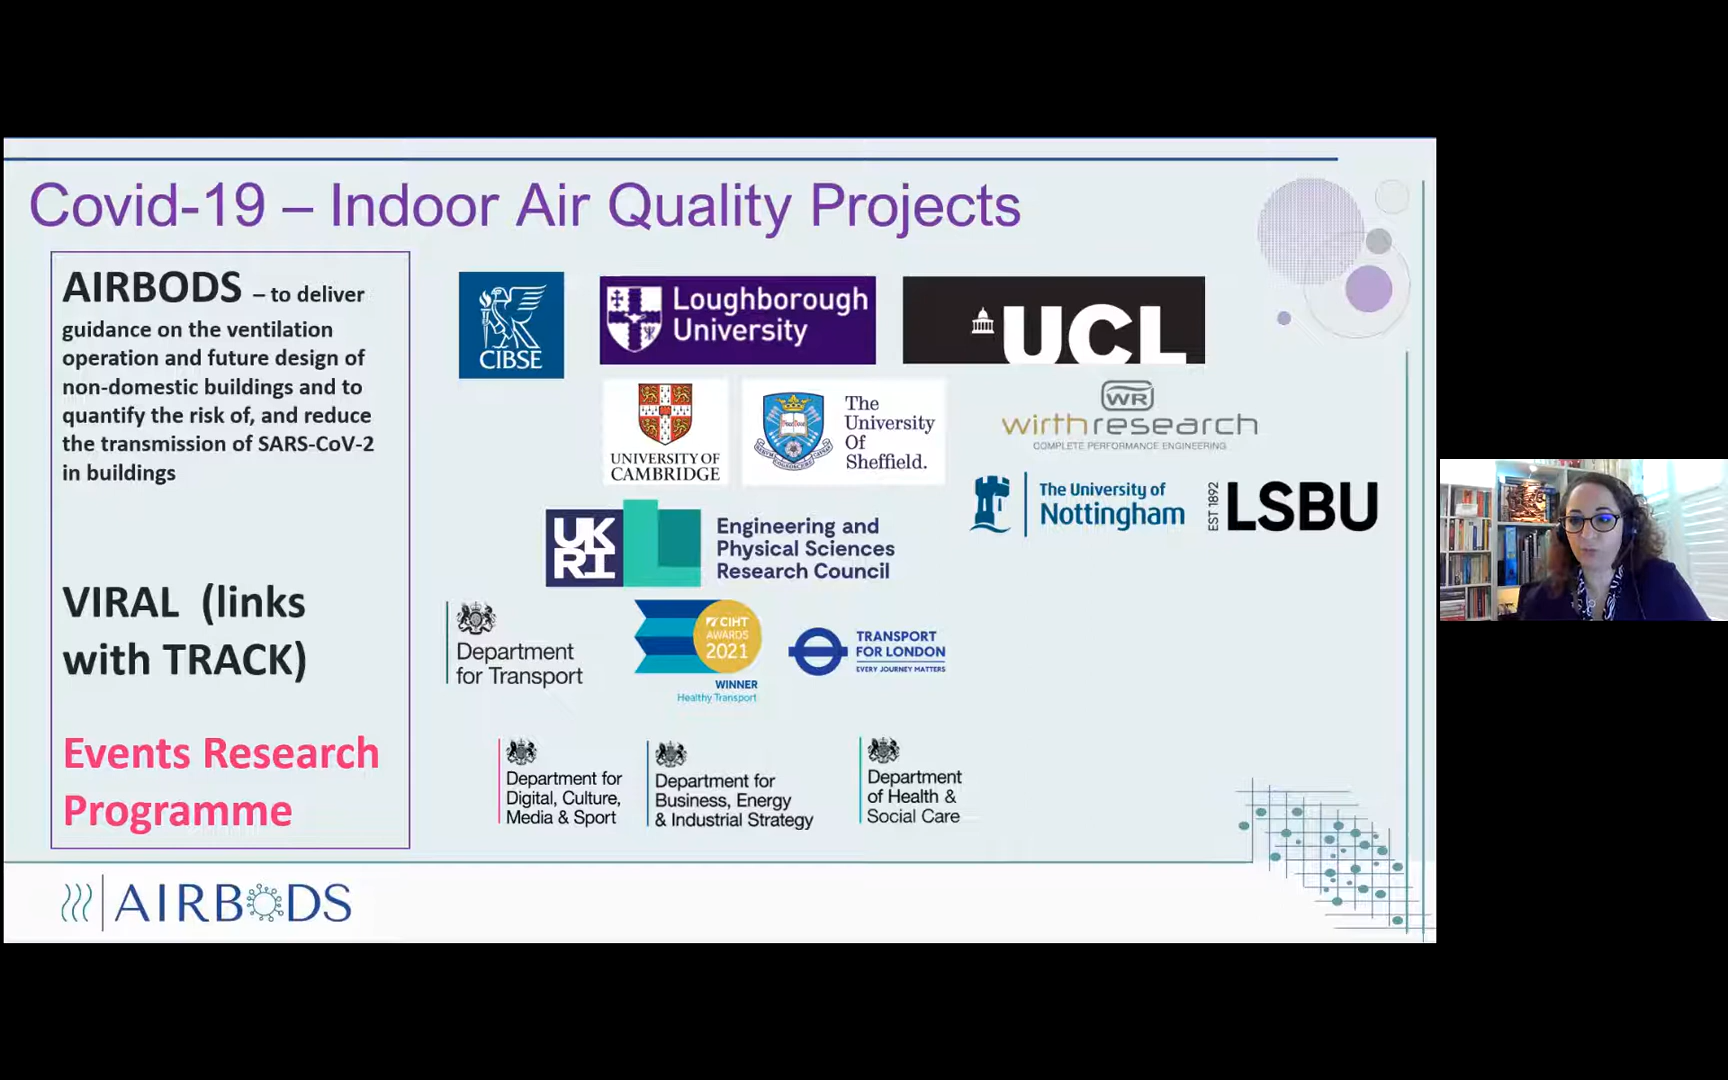 Covid-19 – Indoor Air Quality Projects
AIRBODS – to deliver
guidance on the ventilation
operation and future design of
non-domestic buildings and to
quantify the risk of, and reduce
the transmission of SARS-CoV-2
in buildings
VIRAL (links
with TRACK)
Events Research
Programme
CIBSE
Loughborough
University
UCL
UNIVERSITY OF
CAMBRIDGE
The
University
Of
Sheffield.
WR
wirthresearch
COMPLETE PERFORMANCE ENGINEERING
The University of
Nottingham
EST 1892
LSBU
UK
RI
Engineering and
Physical Sciences
Research Council
Department
for Transport
CIHT
AWARDS
2021
WINNER
Healthy Transport
TRANSPORT
FOR LONDON
EVERY JOURNEY MATTERS
Department for
Digital, Culture,
Media & Sport
Department for
Business, Energy
& Industrial Strategy
Department
of Health &
Social Care
AIRBODS